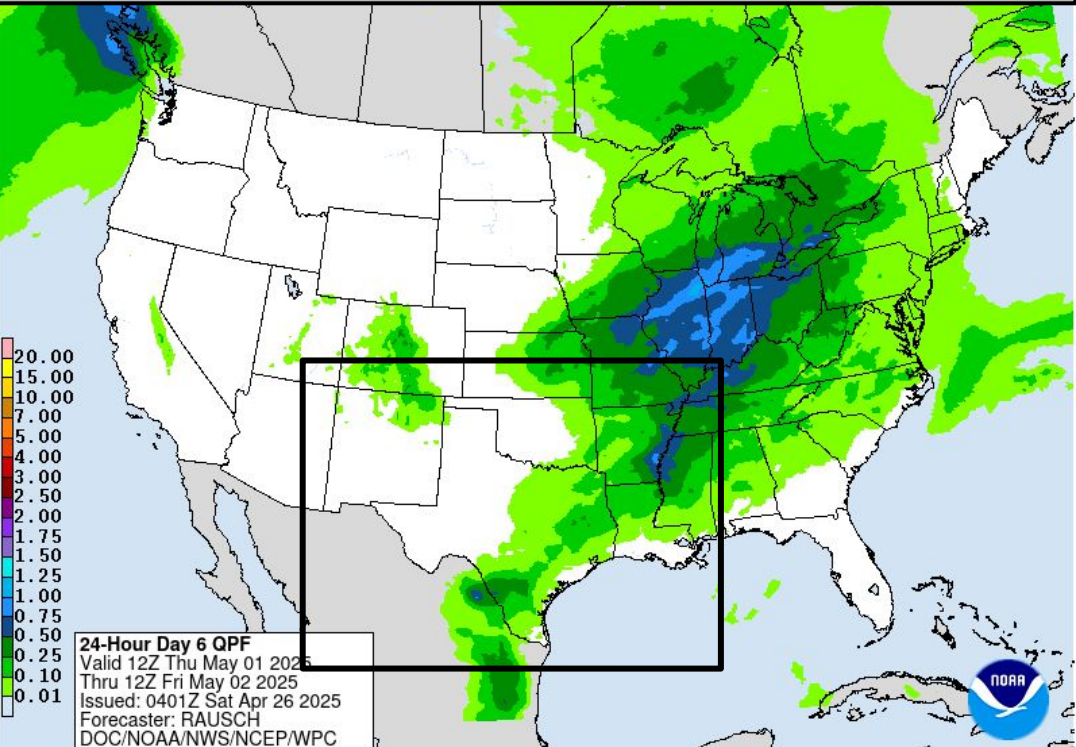 20.00
15.00
10.00
7.00
5.00
4.00
3.00
2.50
2.00
1.75
1.50
1.25
1.00
0.75
0.50
0.25
0.10
0.01
24-Hour Day 6 QPF
Valid 12Z Thu May 01 2025
Thru 12Z Fri May 02 2025
Issued: 0401Z Sat Apr 26 2025
Forecaster: RAUSCH
DOC/NOAA/NWS/NCEP/WPC
NOAA